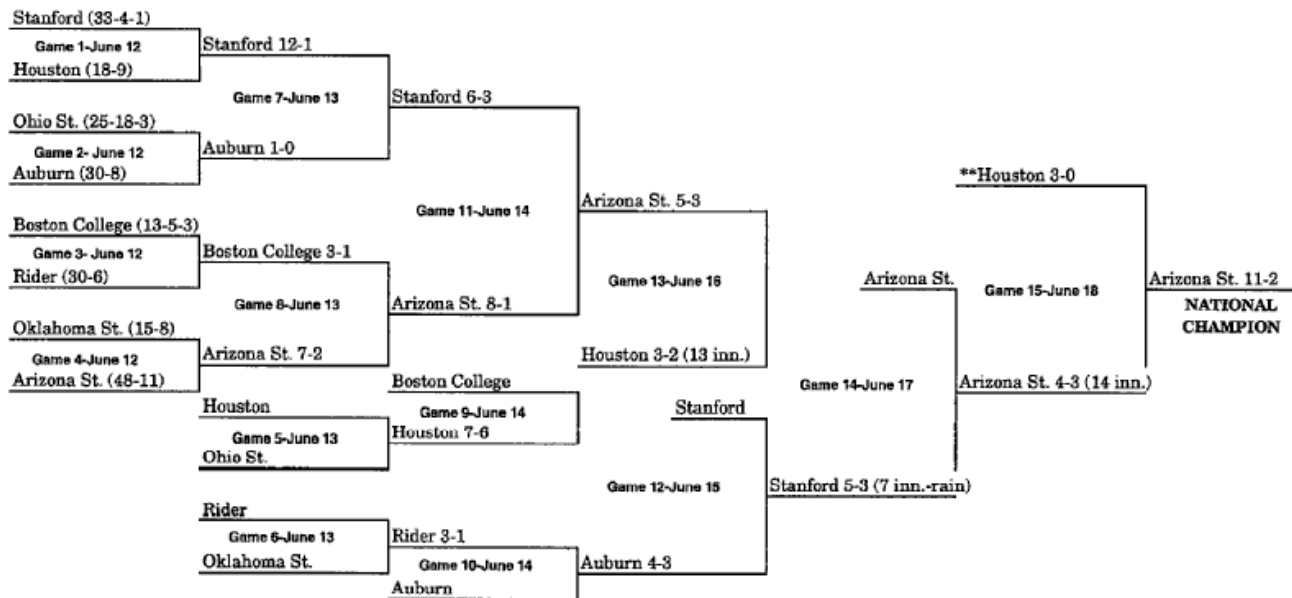 Stanford (33-4-1)
Game 1-June 12
Houston (18-9)
Stanford 12-1
Game 7-June 13
Ohio St. (25-18-3)
Game 2- June 12
Auburn (30-8)
Auburn 1-0
Stanford 6-3
Game 11-June 14
Boston College (13-5-3)
Game 3- June 12
Rider (30-6)
Boston College 3-1
Game 8-June 13
Oklahoma St. (15-8)
Game 4-June 12
Arizona St. (48-11)
Arizona St. 7-2
Arizona St. 8-1
Arizona St. 5-3
Game 13-June 16
Houston 3-2 (13 inn.)
Houston
Game 5-June 13
Ohio St.
Boston College
Game 9-June 14
Houston 7-6
Rider
Game 6-June 13
Oklahoma St.
Rider 3-1
Game 10-June 14
Auburn
Stanford
Game 12-June 15
Auburn 4-3
Arizona St.
Game 14-June 17
Stanford 5-3 (7 inn.-rain)
**Houston 3-0
Game 15-June 18
Arizona St. 4-3 (14 inn.)
Arizona St. 11-2
NATIONAL
CHAMPION